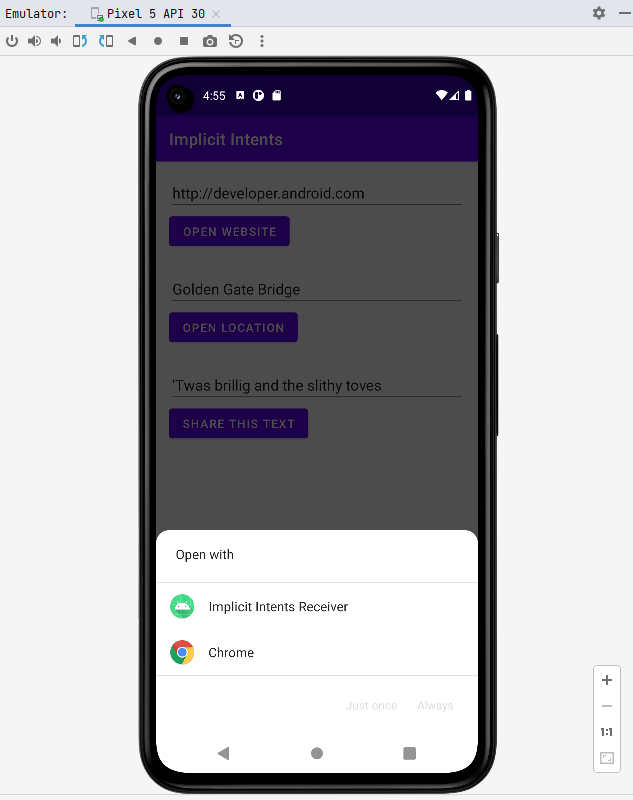 Emulator: Pixel 5 API 30
4:55
Implicit Intents
http://developer.android.com
OPEN WEBSITE
Golden Gate Bridge
OPEN LOCATION
'Twas brillig and the slithy toves
SHARE THIS TEXT
Open with
Implicit Intents Receiver
Chrome
Just once Always
1:1